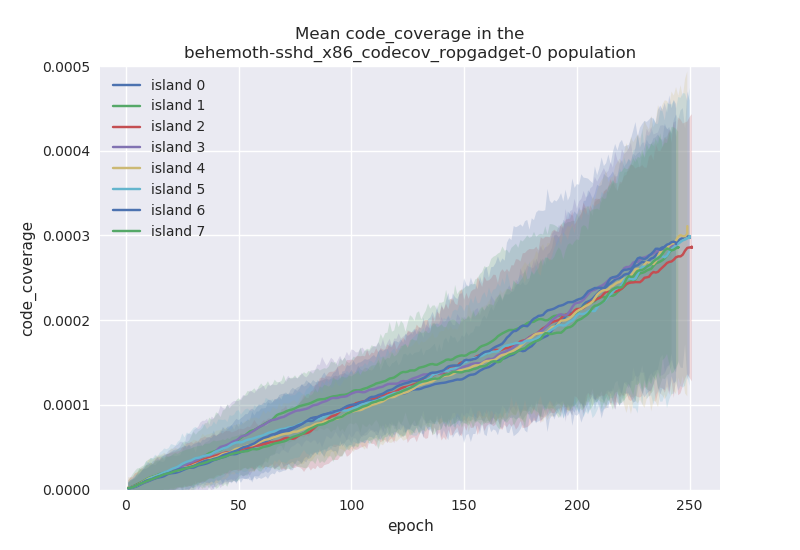 Mean code_coverage in the
behemoth-sshd_x86_codecov_ropgadget-0 population
0.0005
0.0004
0.0003
0.0002
0.0001
0.0000
code_coverage
island 0
island 1
island 2
island 3
island 4
island 5
island 6
island 7
0 50 100 150 200 250
epoch